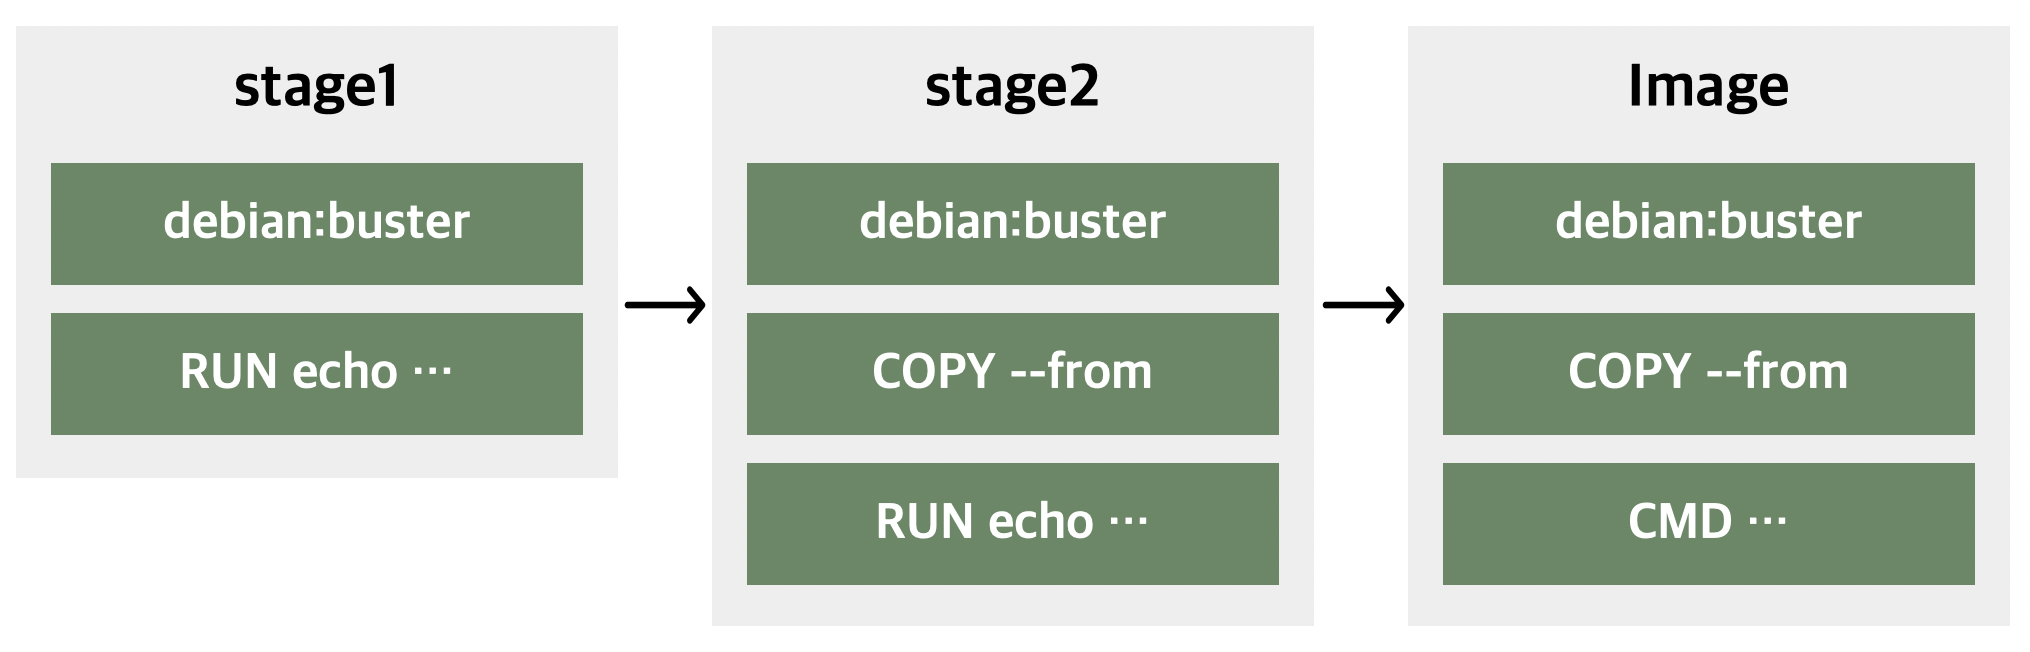 stage1
debian:buster
RUN echo ⋯
stage2
debian:buster
COPY --from
RUN echo ⋯
Image
debian:buster
COPY --from
CMD ⋯